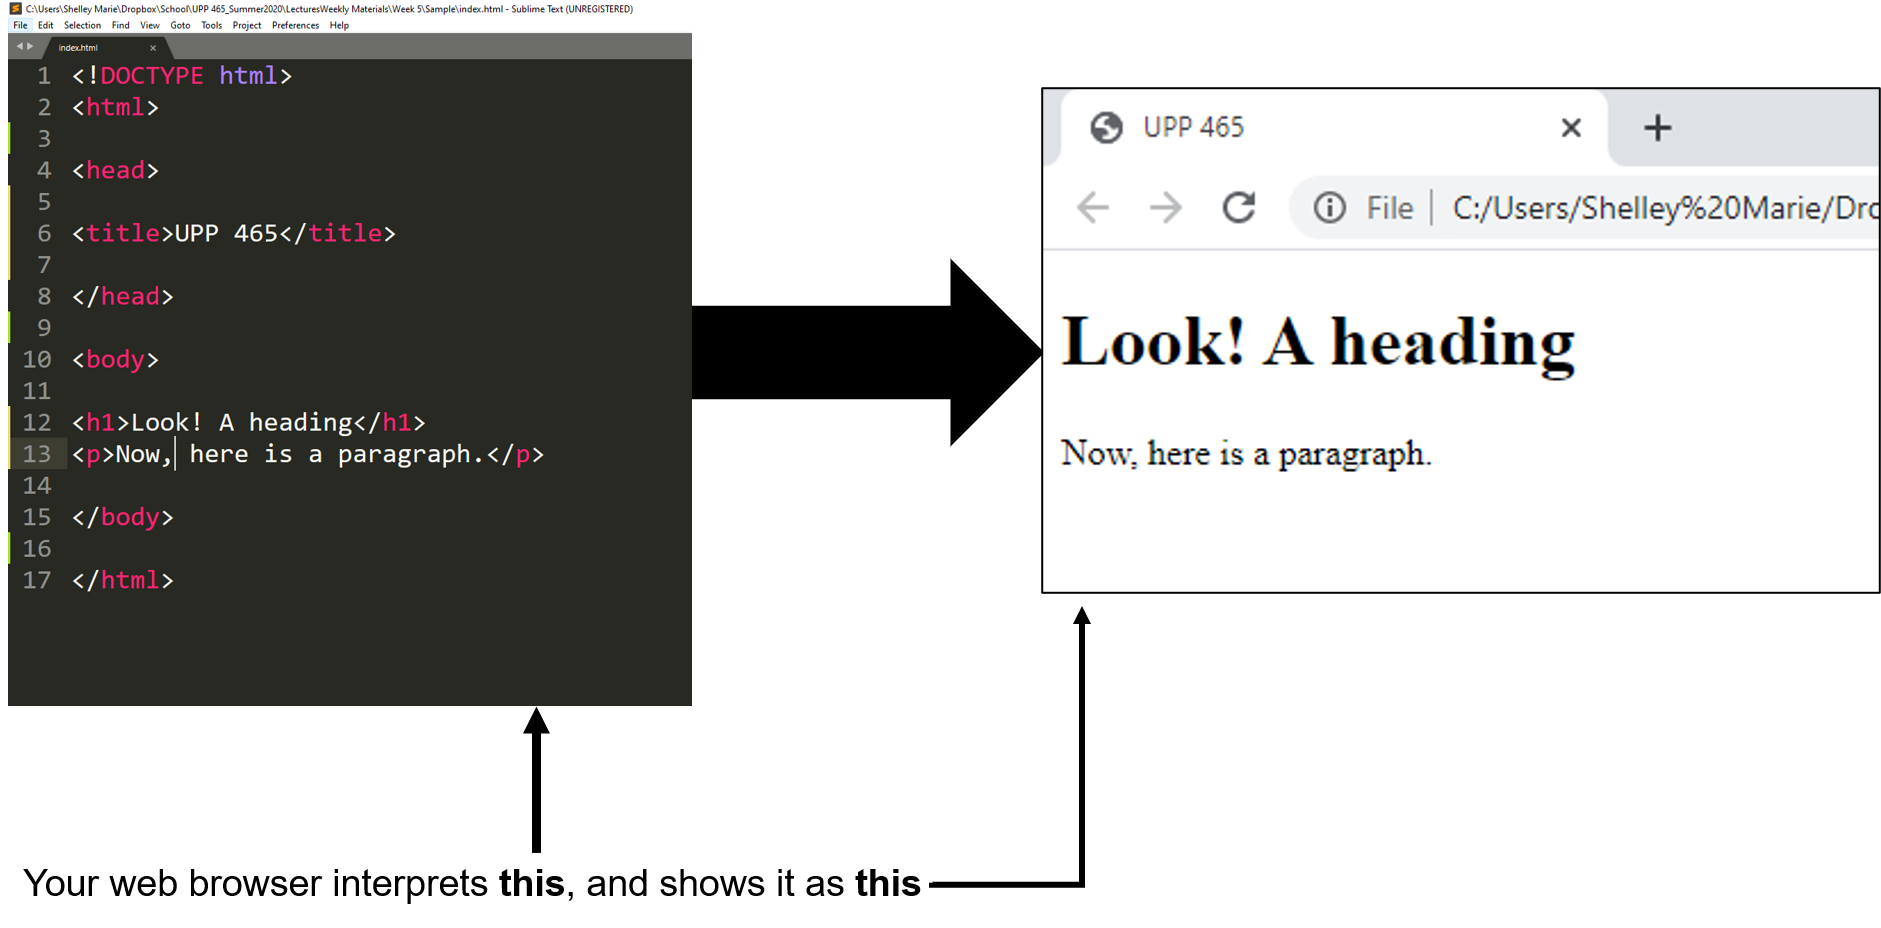 C:\Users\Shelley Marie\Dropbox\School\UPP 465_Summer2020\LecturesWeekly Materials\Week 5\Sample\index.html - Sublime Text (UNREGISTERED)
File Edit Selection Find View Goto Tools Project Preferences Help
index.html ×
1 <!DOCTYPE html>
2 <html>
3
4 <head>
5
6 <title>UPP 465</title>
7
8 </head>
9
10 <body>
11
12 <h1>Look! A heading</h1>
13 <p>Now, here is a paragraph.</p>
14
15 </body>
16
17 </html>
UPP 465
File | C:/Users/Shelley%20Marie/Dro
Look! A heading
Now, here is a paragraph.
Your web browser interprets this, and shows it as this